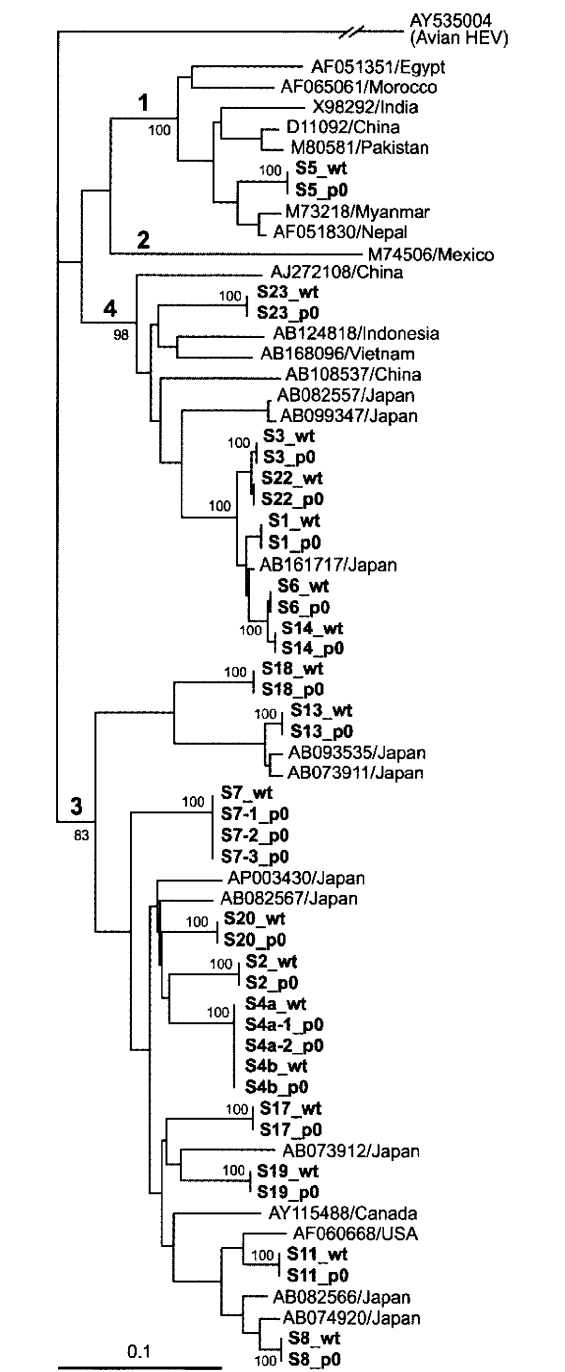 AY535004
(Avian HEV)
AF051351/Egypt
AF065061/Morocco
1
X98292/India
100
D11092/China
M80581/Pakistan
100
S5_wt
S5_p0
M73218/Myanmar
AF051830/Nepal
2
M74506/Mexico
AJ272108/China
4
100
S23_wt
S23_p0
98
AB124818/Indonesia
AB168096/Vietnam
AB108537/China
AB082557/Japan
AB099347/Japan
100
S3_wt
S3_p0
S22_wt
100
S22_p0
S1_wt
S1_p0
AB161717/Japan
S6_wt
S6_p0
100
S14_wt
S14_p0
100
S18_wt
S18_p0
100
S13_wt
S13_p0
AB093535/Japan
AB073911/Japan
3
83
100
S7_wt
S7-1_p0
S7-2_p0
S7-3_p0
AP003430/Japan
AB082567/Japan
100
S20_wt
S20_p0
100
S2_wt
S2_p0
100
S4a_wt
S4a-1_p0
S4a-2_p0
S4b_wt
S4b_p0
100
S17_wt
S17_p0
AB073912/Japan
100
S19_wt
S19_p0
AY115488/Canada
AF060668/USA
100
S11_wt
S11_p0
AB082566/Japan
AB074920/Japan
S8_wt
100
S8_p0
0.1